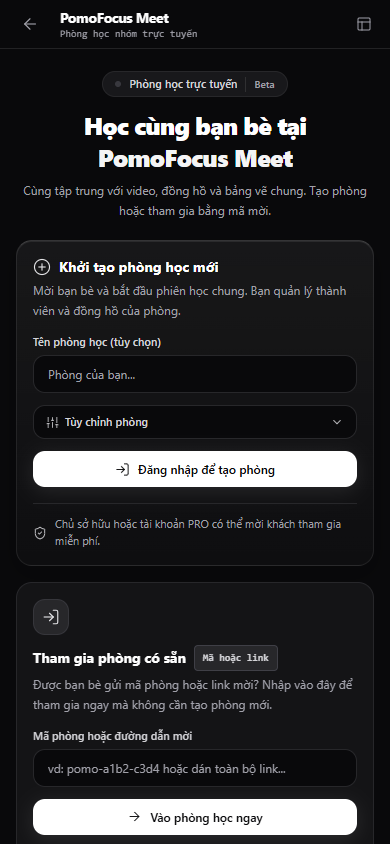 PomoFocus Meet
Phòng học nhóm trực tuyến
Phòng học trực tuyến
Beta
Học cùng bạn bè tại
PomoFocus Meet
Cùng tập trung với video, đồng hồ và bảng vẽ chung. Tạo phòng
hoặc tham gia bằng mã mời.
Khởi tạo phòng học mới
Mời bạn bè và bắt đầu phiên học chung. Bạn quản lý thành
viên và đồng hồ của phòng.
Tên phòng học (tùy chọn)
Phòng của bạn...
Tùy chỉnh phòng
Đăng nhập để tạo phòng
Chủ sở hữu hoặc tài khoản PRO có thể mời khách tham gia
miễn phí.
Tham gia phòng có sẵn
Mã hoặc link
Được bạn bè gửi mã phòng hoặc link mời? Nhập vào đây để
tham gia ngay mà không cần tạo phòng mới.
Mã phòng hoặc đường dẫn mời
vd: pomo-a1b2-c3d4 hoặc dán toàn bộ link...
Vào phòng học ngay